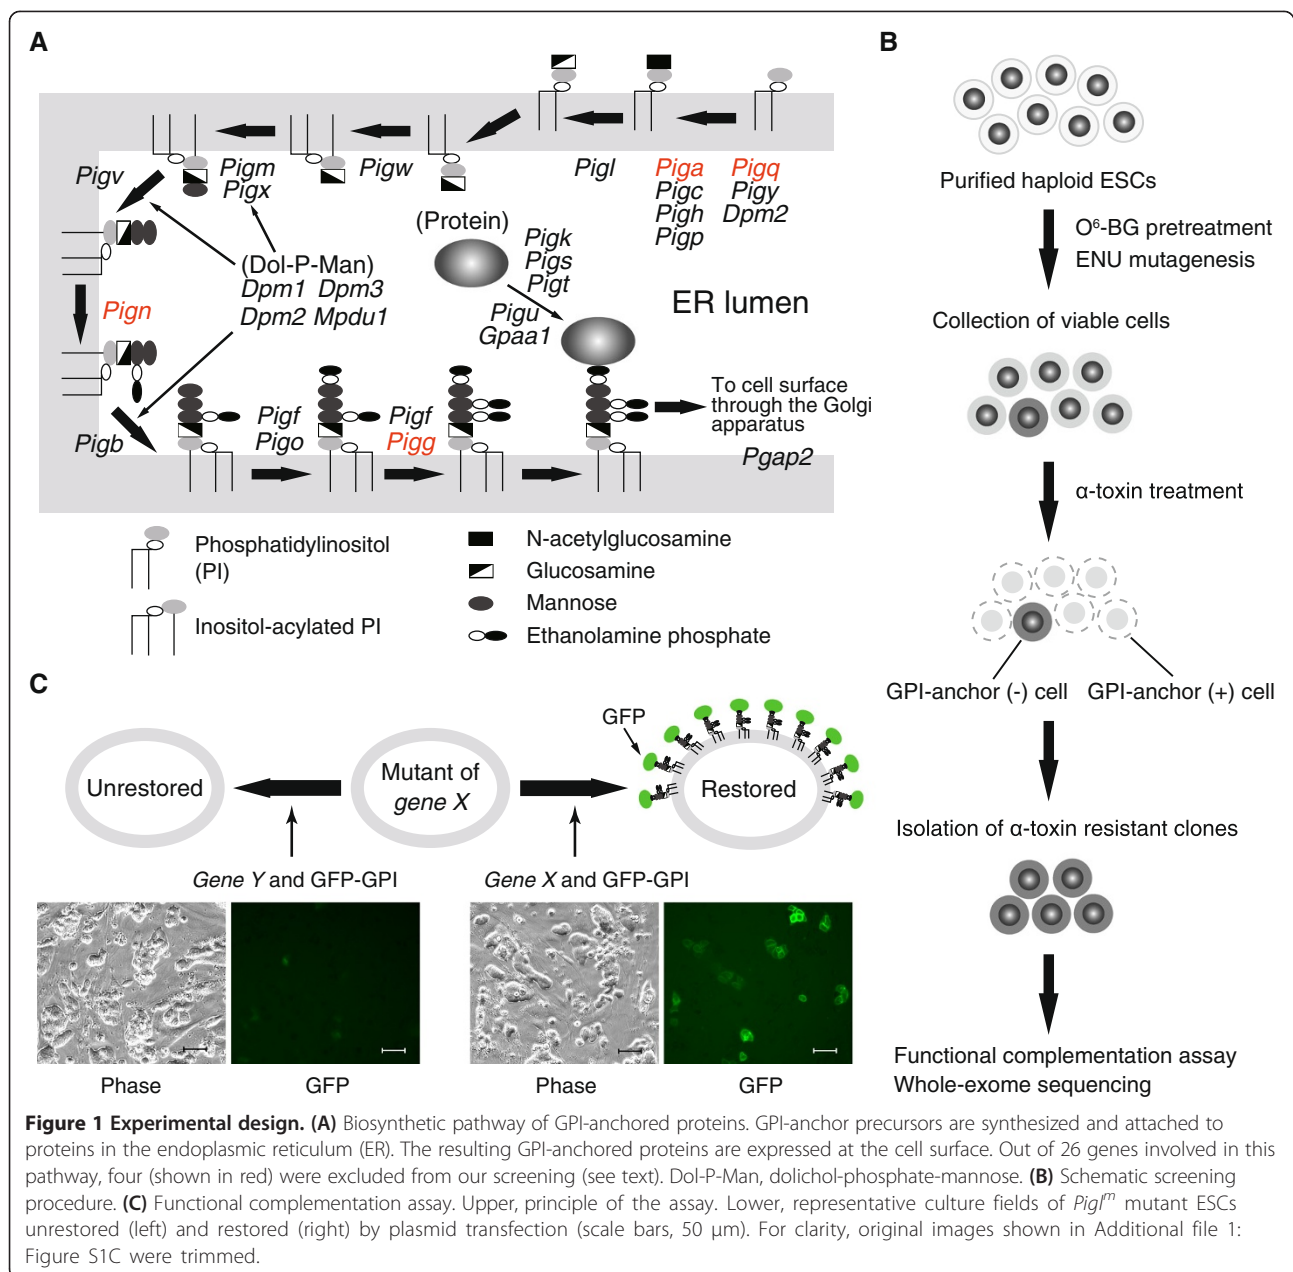 A
Pigv
Pigm
Pigx
Pigw
Pigl
Piga
Pigc
Pigh
Pigp
Pigq
Pigy
Dpm2
(Protein)
Pigk
Pigs
Pigt
Pigu
Gpaa1
ER lumen
(Dol-P-Man)
Dpm1 Dpm3
Dpm2 Mpdu1
Pign
Pigb
Pigf
Pigo
Pigf
Pigg
To cell surface
through the Golgi
apparatus
Pgap2
Phosphatidylinositol
(PI)
Inositol-acylated PI
N-acetylglucosamine
Glucosamine
Mannose
Ethanolamine phosphate
B
Purified haploid ESCs
O⁶-BG pretreatment
ENU mutagenesis
Collection of viable cells
α-toxin treatment
GPI-anchor (-) cell
GPI-anchor (+) cell
Isolation of α-toxin resistant clones
Functional complementation assay
Whole-exome sequencing
C
Unrestored
Mutant of
gene X
GFP
Restored
Gene Y and GFP-GPI
Gene X and GFP-GPI
Phase
GFP
Phase
GFP
Figure 1 Experimental design. (A) Biosynthetic pathway of GPI-anchored proteins. GPI-anchor precursors are synthesized and attached to
proteins in the endoplasmic reticulum (ER). The resulting GPI-anchored proteins are expressed at the cell surface. Out of 26 genes involved in this
pathway, four (shown in red) were excluded from our screening (see text). Dol-P-Man, dolichol-phosphate-mannose. (B) Schematic screening
procedure. (C) Functional complementation assay. Upper, principle of the assay. Lower, representative culture fields of Piglᵐ mutant ESCs
unrestored (left) and restored (right) by plasmid transfection (scale bars, 50 μm). For clarity, original images shown in Additional file 1:
Figure S1C were trimmed.